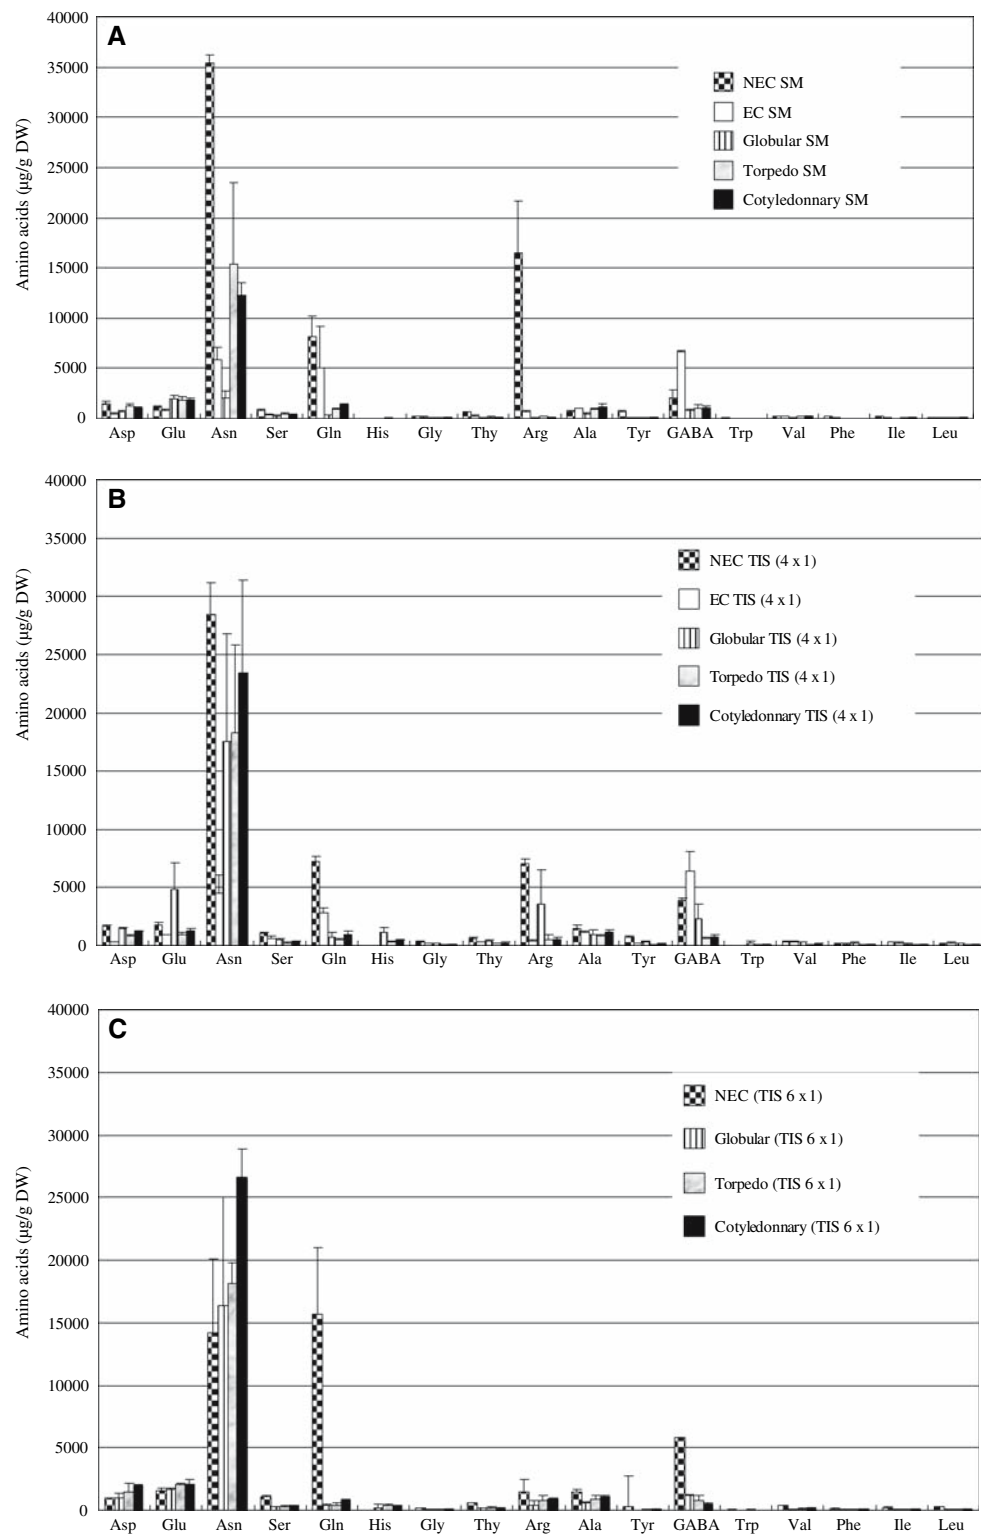 A
40000
35000
30000
25000
20000
15000
10000
5000
0
Amino acids (µg/g DW)
NEC SM
EC SM
Globular SM
Torpedo SM
Cotyledonnary SM
Asp Glu Asn Ser Gln His Gly Thy Arg Ala Tyr GABA Trp Val Phe Ile Leu
B
40000
35000
30000
25000
20000
15000
10000
5000
0
Amino acids (µg/g DW)
NEC TIS (4 x 1)
EC TIS (4 x 1)
Globular TIS (4 x 1)
Torpedo TIS (4 x 1)
Cotyledonnary TIS (4 x 1)
Asp Glu Asn Ser Gln His Gly Thy Arg Ala Tyr GABA Trp Val Phe Ile Leu
C
40000
35000
30000
25000
20000
15000
10000
5000
0
Amino acids (µg/g DW)
NEC (TIS 6 x 1)
Globular (TIS 6 x 1)
Torpedo (TIS 6 x 1)
Cotyledonnary (TIS 6 x 1)
Asp Glu Asn Ser Gln His Gly Thy Arg Ala Tyr GABA Trp Val Phe Ile Leu